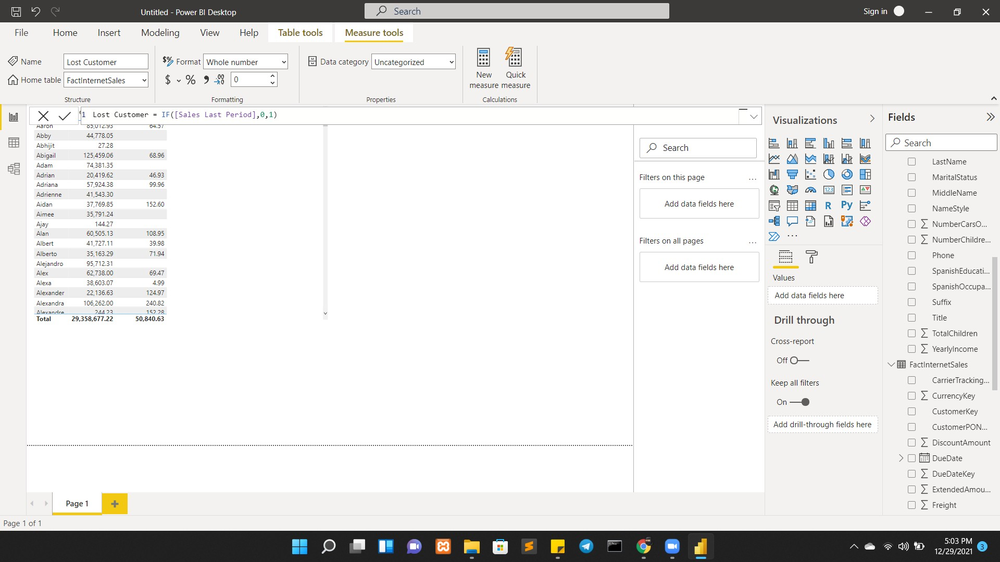 Untitled - Power BI Desktop
Search
Sign in
File
Home
Insert
Modeling
View
Help
Table tools
Measure tools
Name
Lost Customer
Home table
FactInternetSales
Structure
$% Format
Whole number
$ % 9 .00 →.0
0
Formatting
Data category
Uncategorized
Properties
New measure
Quick measure
Calculations
1 Lost Customer = IF([Sales Last Period],0,1)
Aaron 85,012.93 64.57
Abby 44,778.05
Abhijit 27.28
Abigail 125,459.06 68.96
Adam 74,381.35
Adrian 20,419.62 46.93
Adriana 57,924.38 99.96
Adrienne 41,543.30
Aidan 37,769.85 152.60
Aimee 35,791.24
Ajay 144.27
Alan 60,505.13 108.95
Albert 41,727.11 39.98
Alberto 35,163.29 71.94
Alejandro 95,712.31
Alex 62,738.00 69.47
Alexa 38,603.07 4.99
Alexander 22,136.63 124.97
Alexandra 106,262.00 240.82
Alexandre 244.23 152.28
Total 29,358,677.22 50,840.63
Search
Filters on this page
...
Add data fields here
Filters on all pages
...
Add data fields here
Visualizations
123
R
Py
...
Values
Add data fields here
Drill through
Cross-report
Off
Keep all filters
On
Add drill-through fields here
Fields
Search
LastName
MaritalStatus
MiddleName
NameStyle
NumberCarsO...
NumberChildre...
Phone
SpanishEducati...
SpanishOccupa...
Suffix
Title
TotalChildren
YearlyIncome
FactInternetSales
CarrierTracking...
CurrencyKey
CustomerKey
CustomerPON...
DiscountAmount
DueDate
DueDateKey
ExtendedAmou...
Freight
Page 1
+
Page 1 of 1
5:03 PM
12/29/2021
3